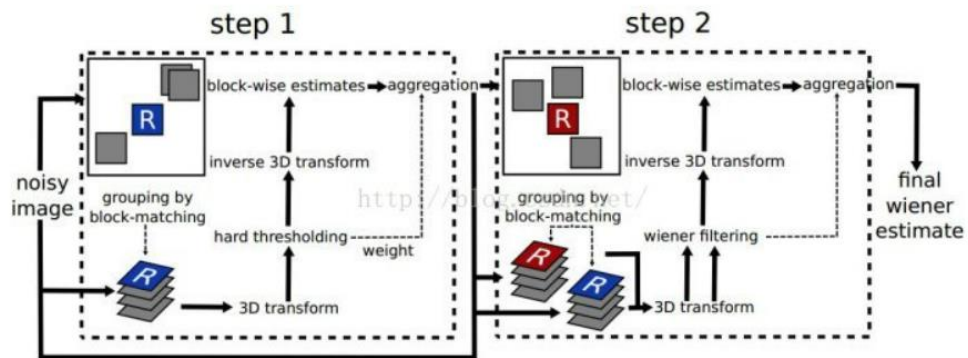 step 1
step 2
block-wise estimates
aggregation
R
inverse 3D transform
noisy
image
grouping by
block-matching
hard thresholding
weight
R
3D transform
block-wise estimates
aggregation
R
inverse 3D transform
grouping by
block-matching
wiener filtering
R
R
3D transform
final
wiener
estimate